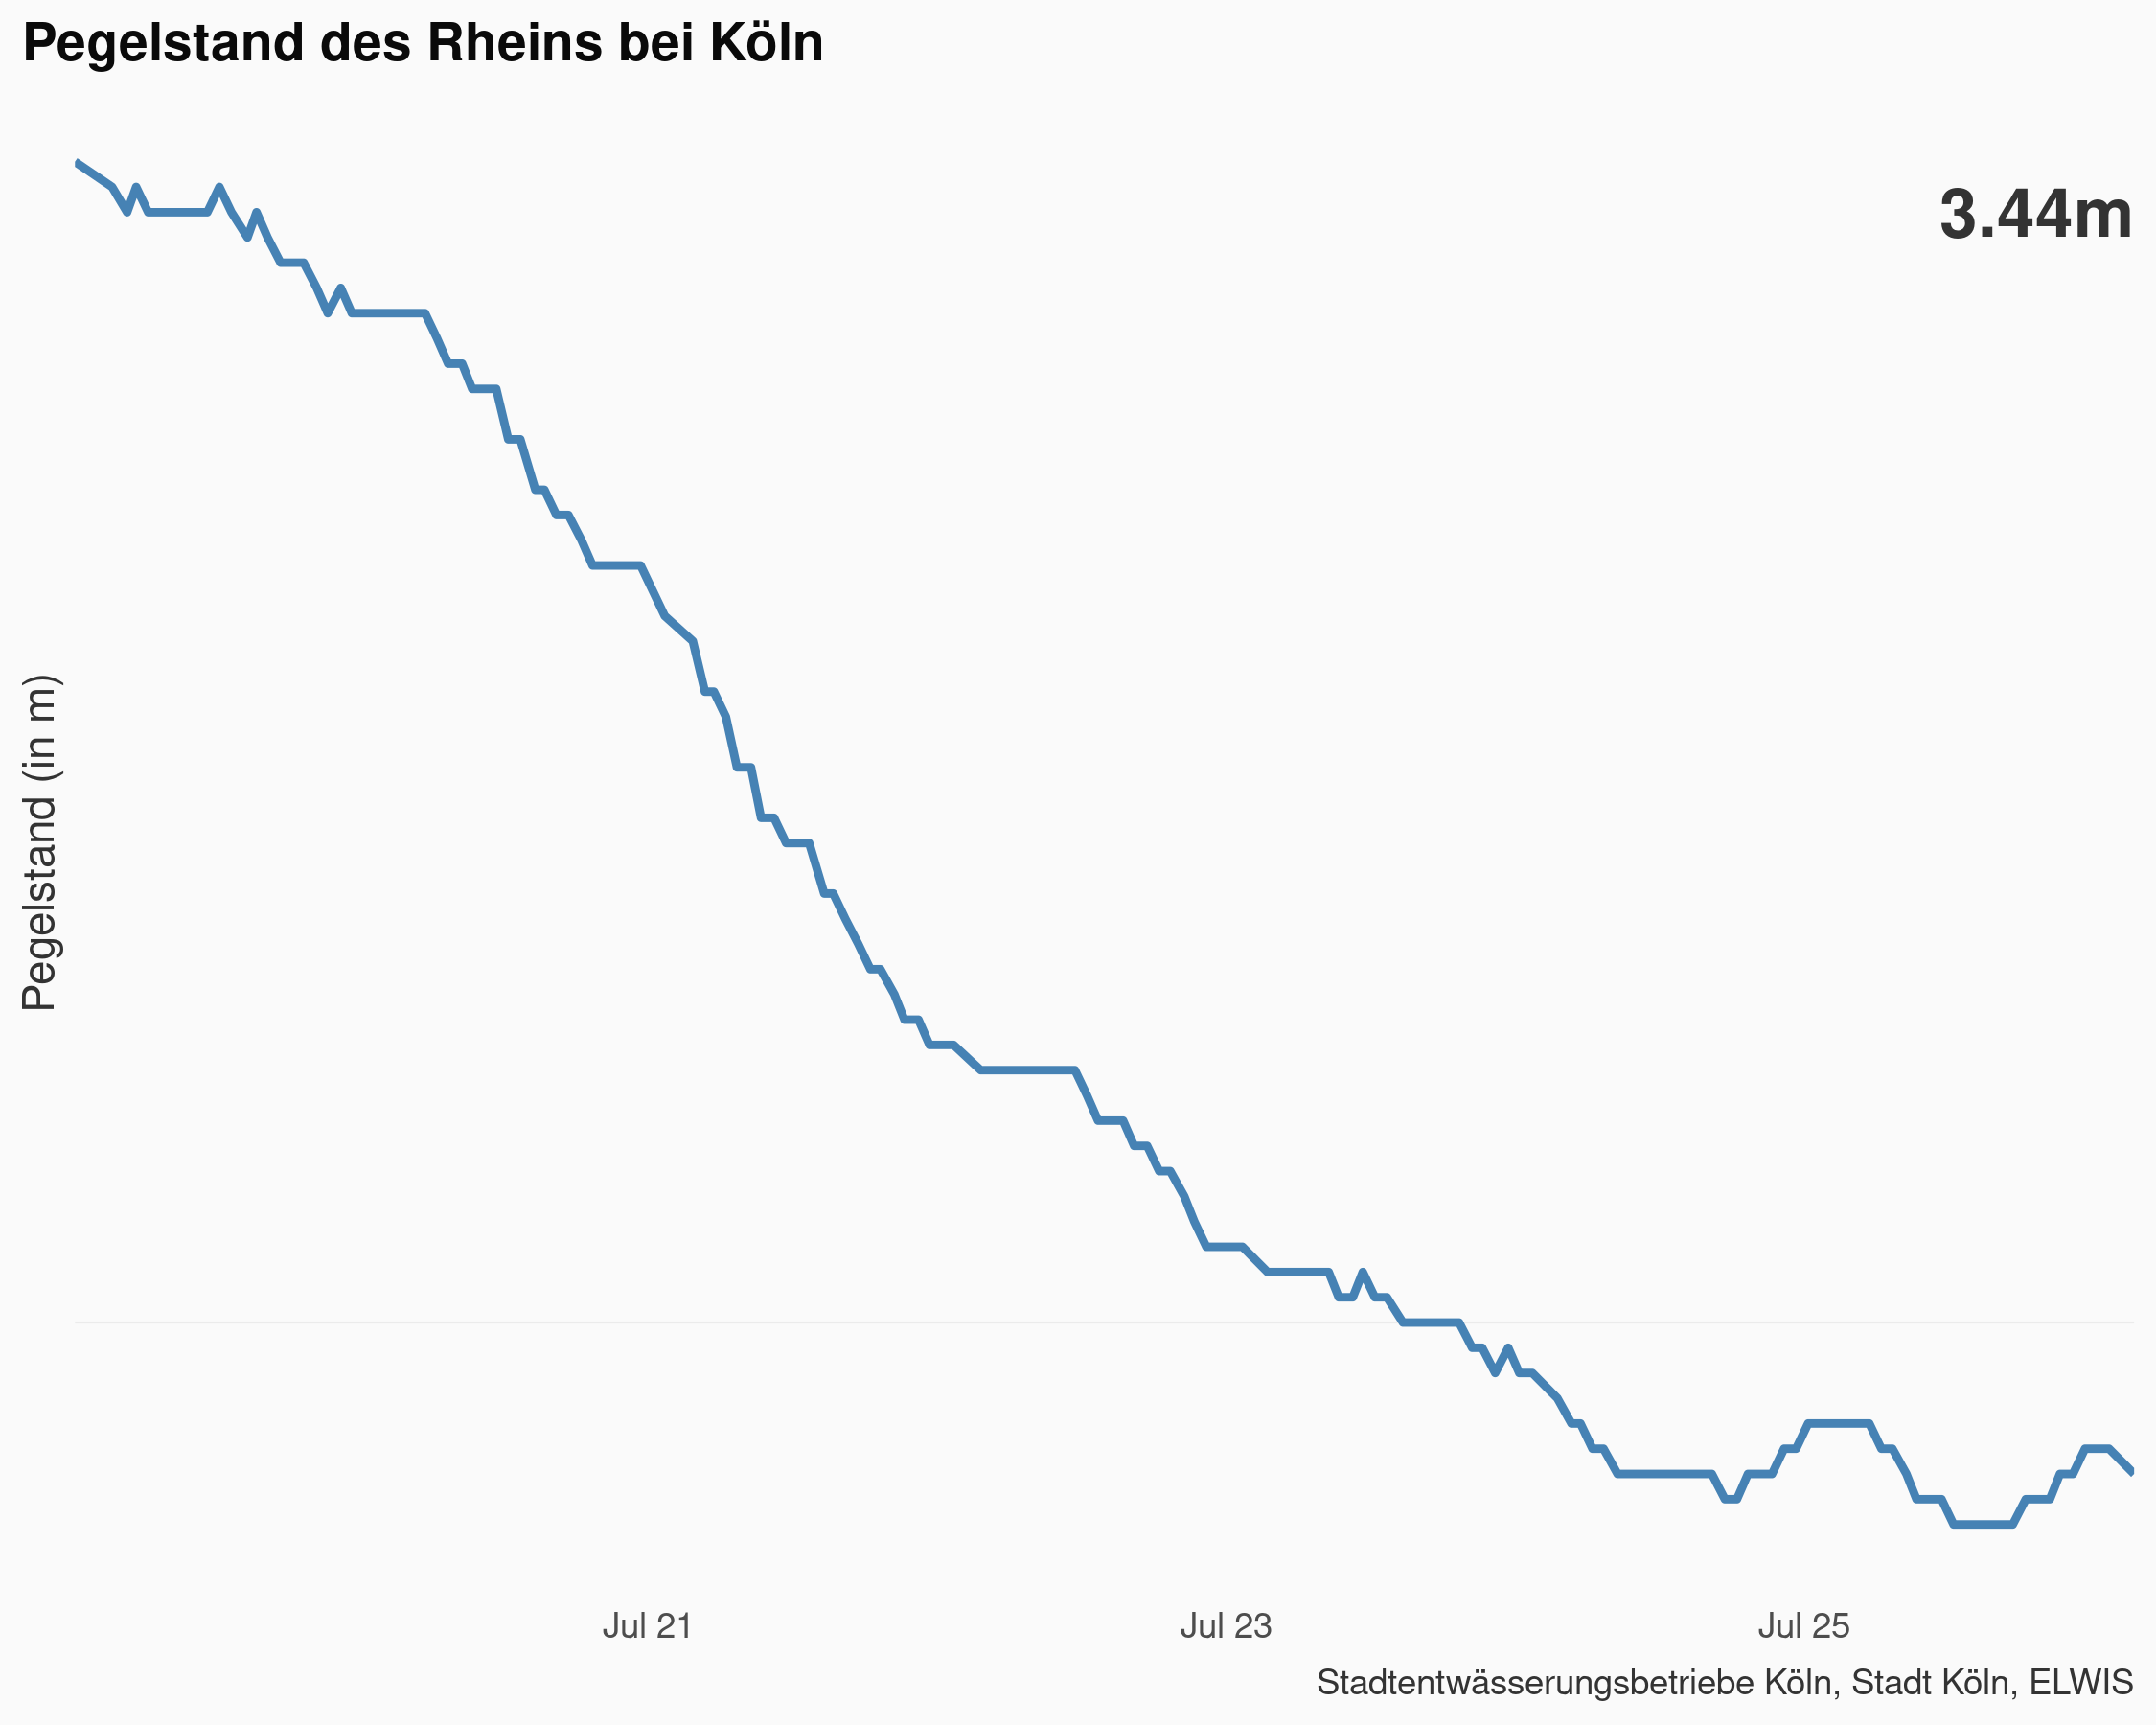 Pegelstand des Rheins bei Köln
3.44m
Pegelstand (in m)
Jul 21
Jul 23
Jul 25
Stadtentwässerungsbetriebe Köln, Stadt Köln, ELWIS